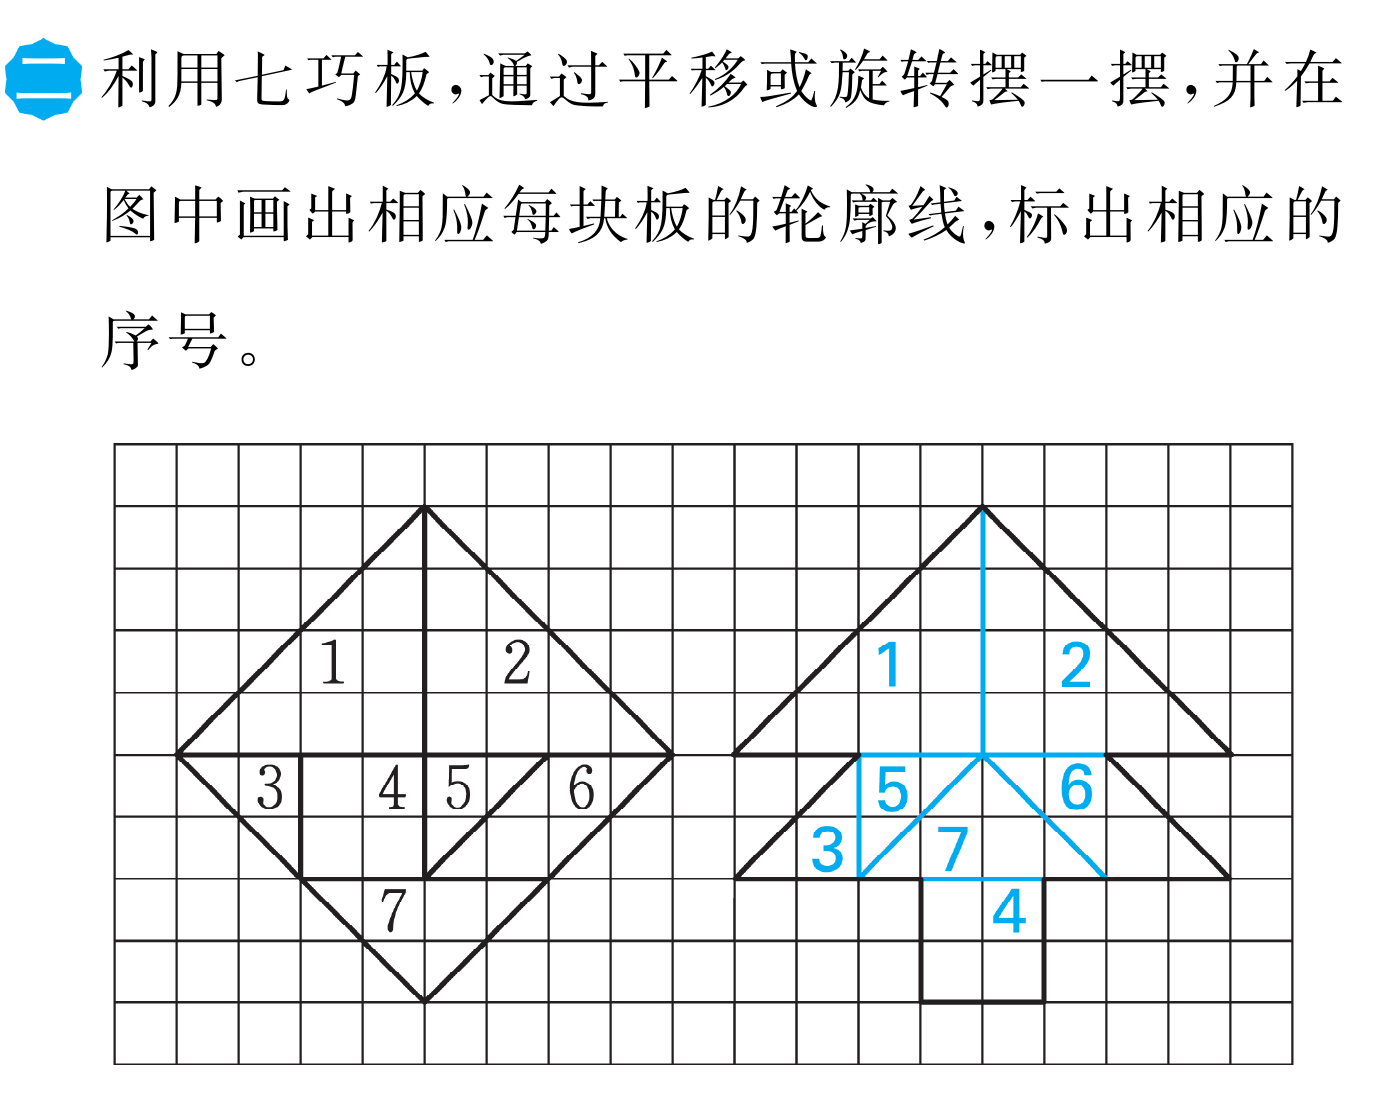 二 利用七巧板,通过平移或旋转摆一摆,并在
图中画出相应每块板的轮廓线,标出相应的
序号。
1 2 1 2
3 4 5 6 5 6
3 7
7 4